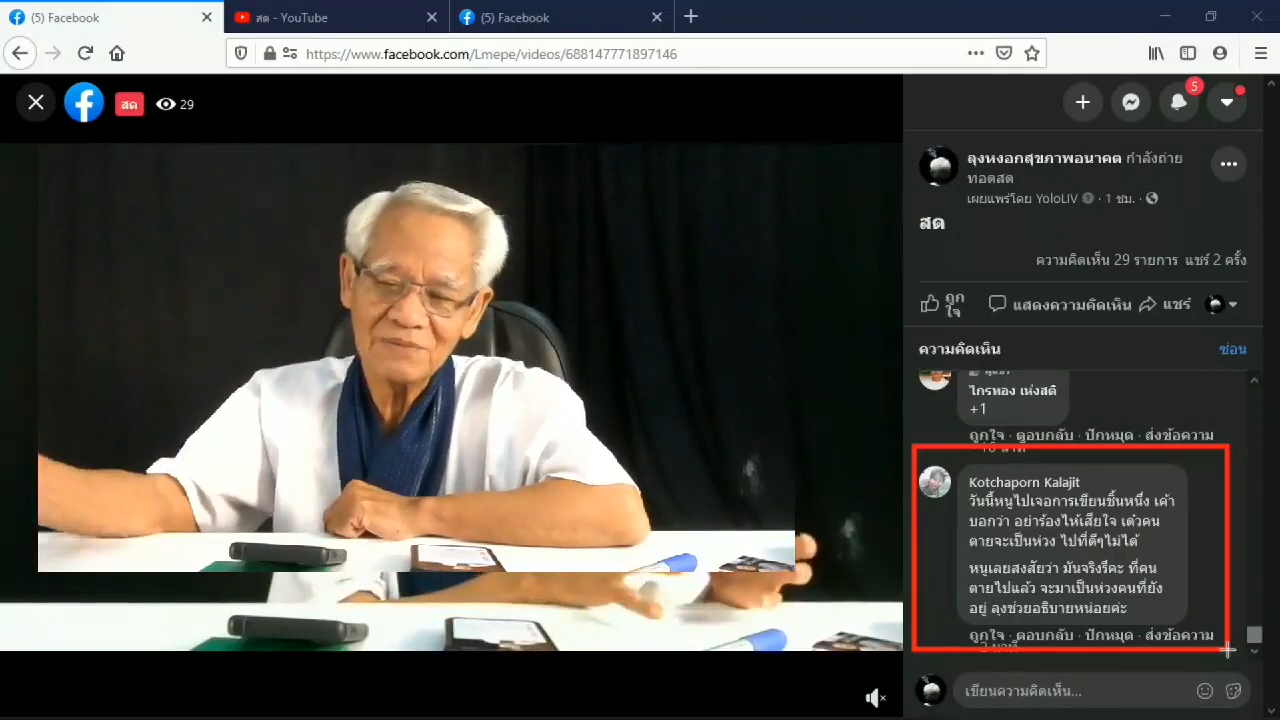 (5) Facebook
สด - YouTube
(5) Facebook
https://www.facebook.com/Lmepe/videos/688147771897146
สด
29
5
ลุงหงอกสุขภาพอนาคต กำลังถ่าย
ทอดสด
เผยแพร่โดย YoloLIV · 1 ชม. ·
สด
ความคิดเห็น 29 รายการ แชร์ 2 ครั้ง
ถูก
ใจ
แสดงความคิดเห็น
แชร์
ความคิดเห็น
ซ่อน
ไกรทอง เห่งสดิ
+1
ถูกใจ · ตอบกลับ · ปักหมุด · ส่งข้อความ
Kotchaporn Kalajit
วันนี้หนูไปเจอการเขียนชิ้นหนึ่ง เค้า
บอกว่า อย่าร้องไห้เสียใจ เด๋วคน
ตายจะเป็นห่วง ไปที่ดีๆไม่ได้
หนูเลยสงสัยว่า มันจริงรึคะ ที่คน
ตายไปแล้ว จะมาเป็นห่วงคนที่ยัง
อยู่ ลุงช่วยอธิบายหน่อยค่ะ
ถูกใจ · ตอบกลับ · ปักหมุด · ส่งข้อความ
เขียนความคิดเห็น...